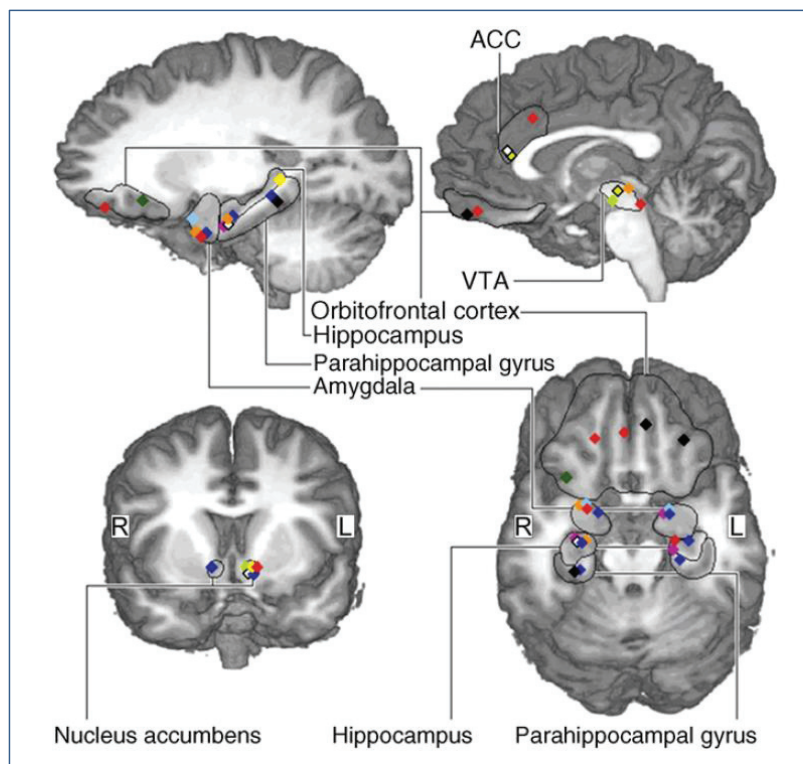 ACC
VTA
Orbitofrontal cortex
Hippocampus
Parahippocampal gyrus
Amygdala
R
L
R
L
Nucleus accumbens
Hippocampus
Parahippocampal gyrus